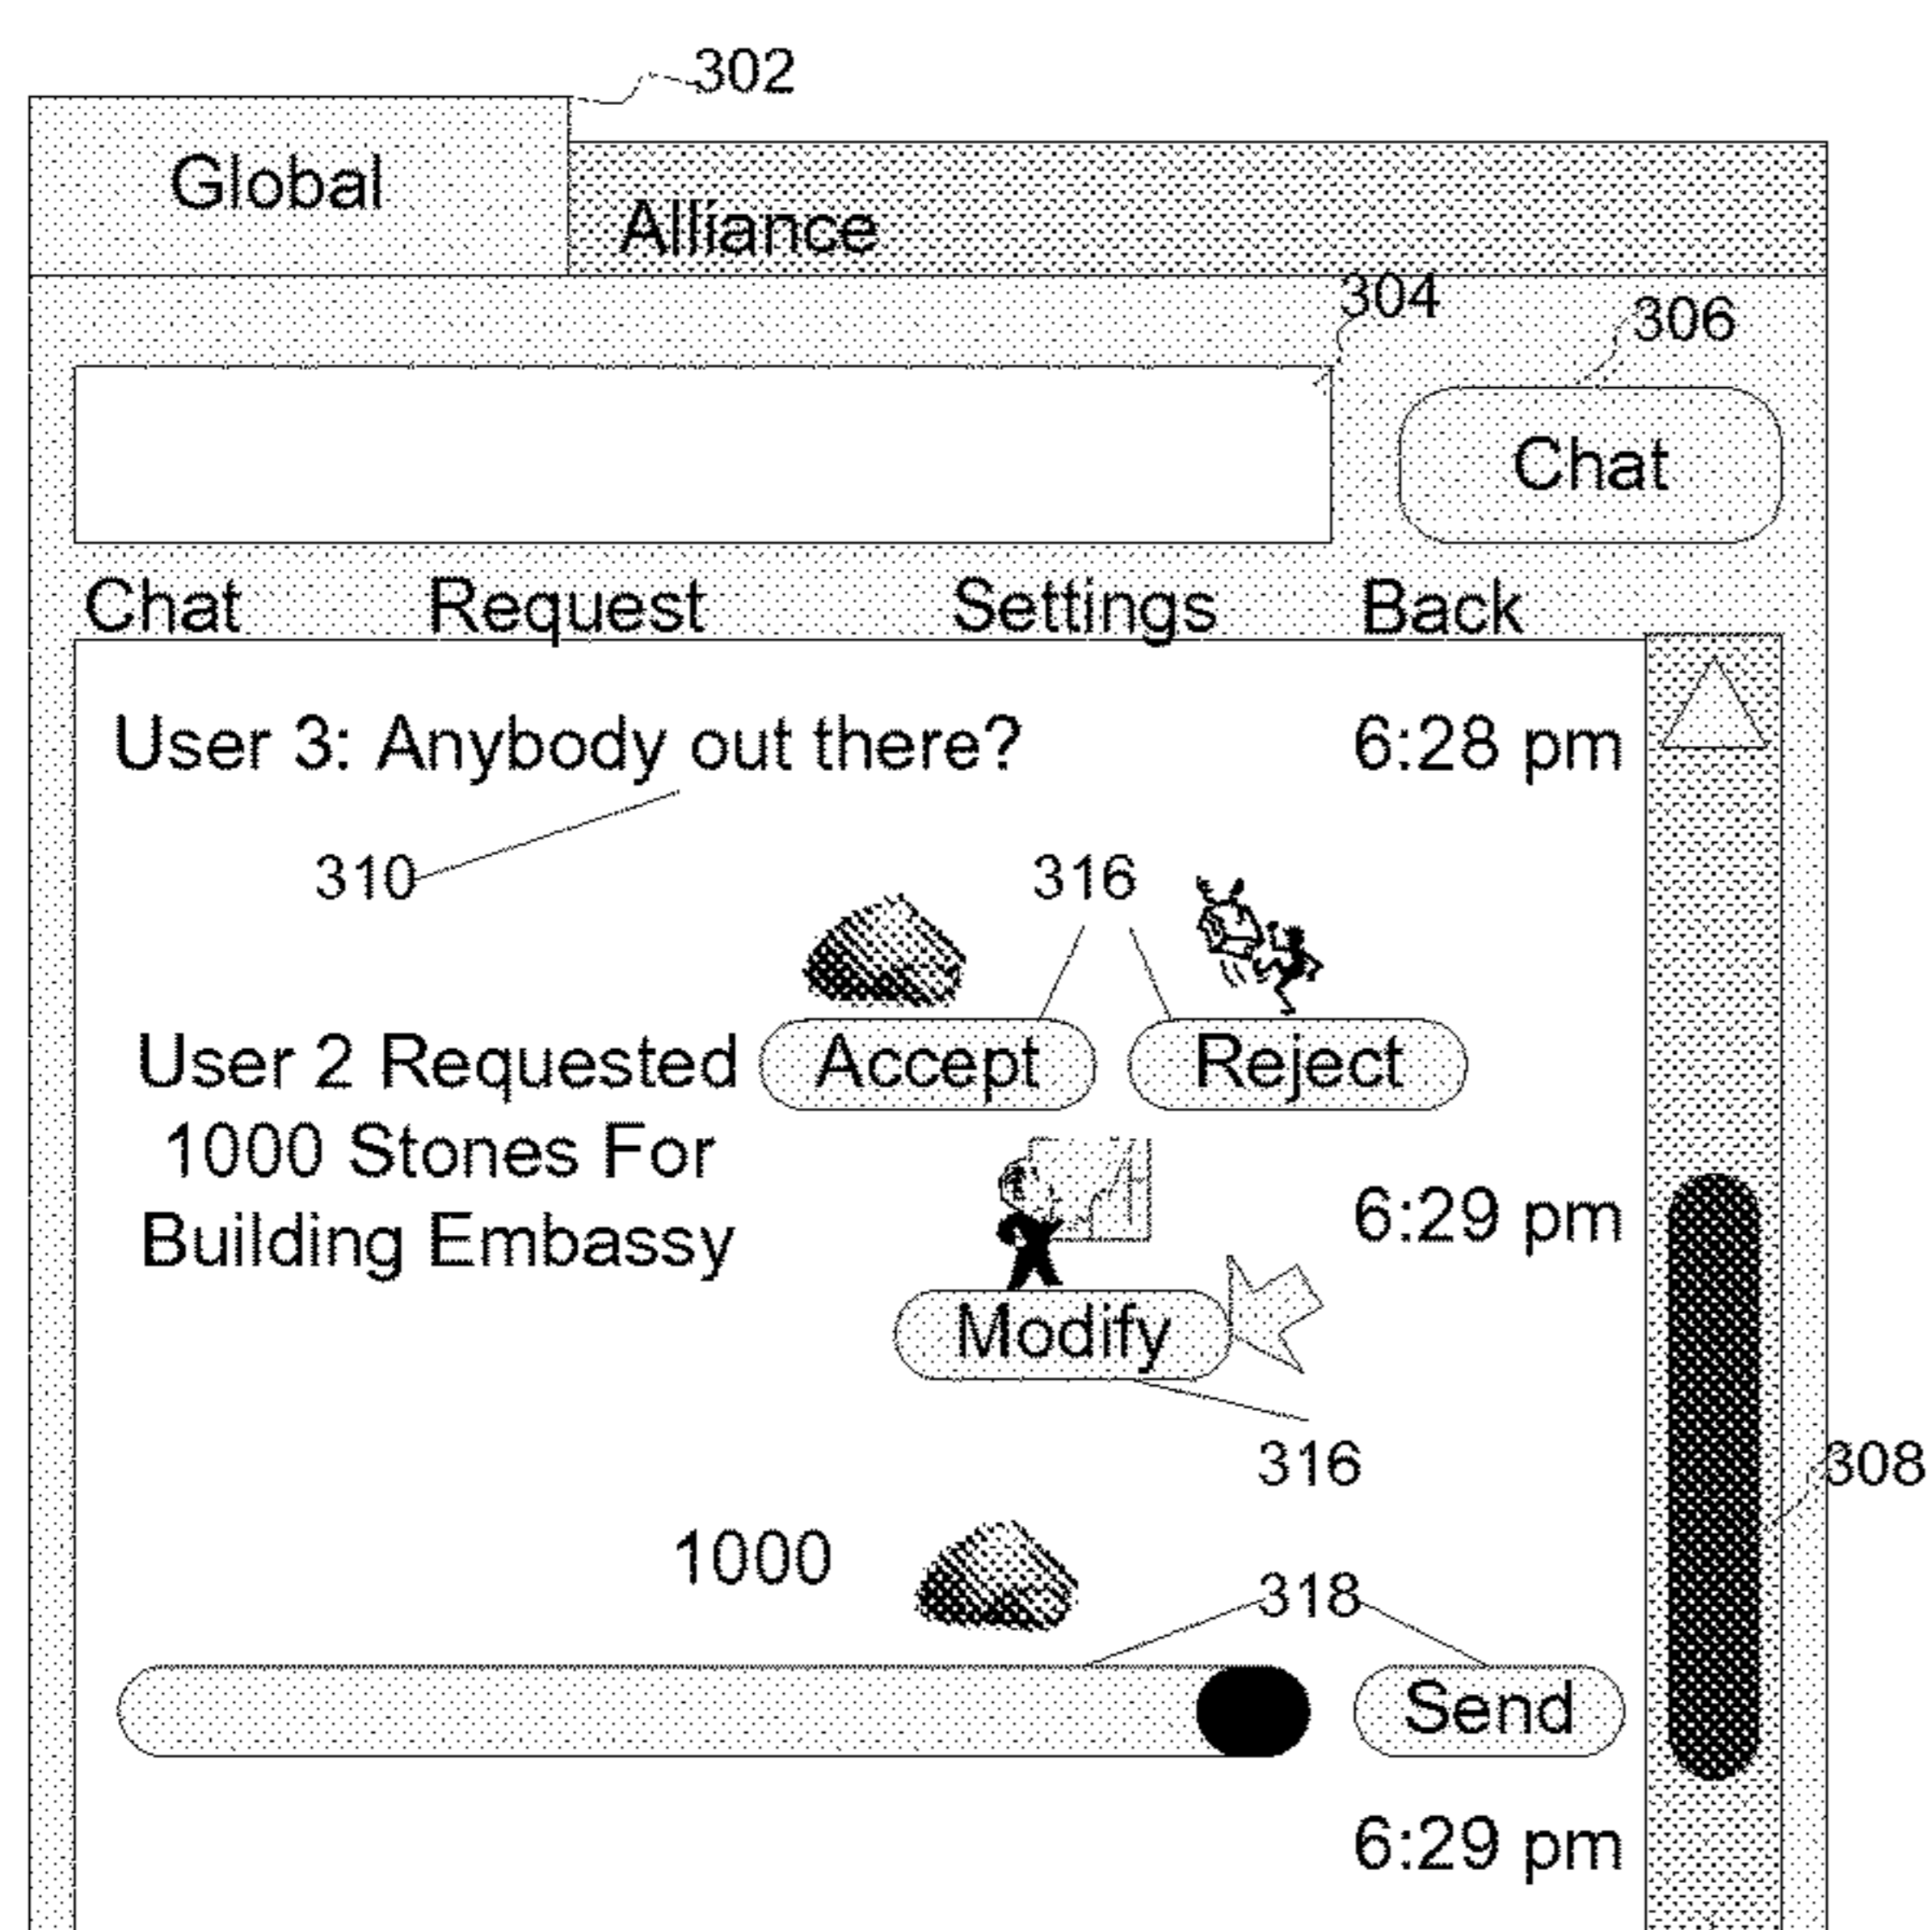 302
Global
Alliance
304
306
Chat
Chat Request Settings Back
User 3: Anybody out there? 6:28 pm
310
316
User 2 Requested Accept Reject
1000 Stones For
6:29 pm
Building Embassy
Modify
316
308
1000
318
Send
6:29 pm